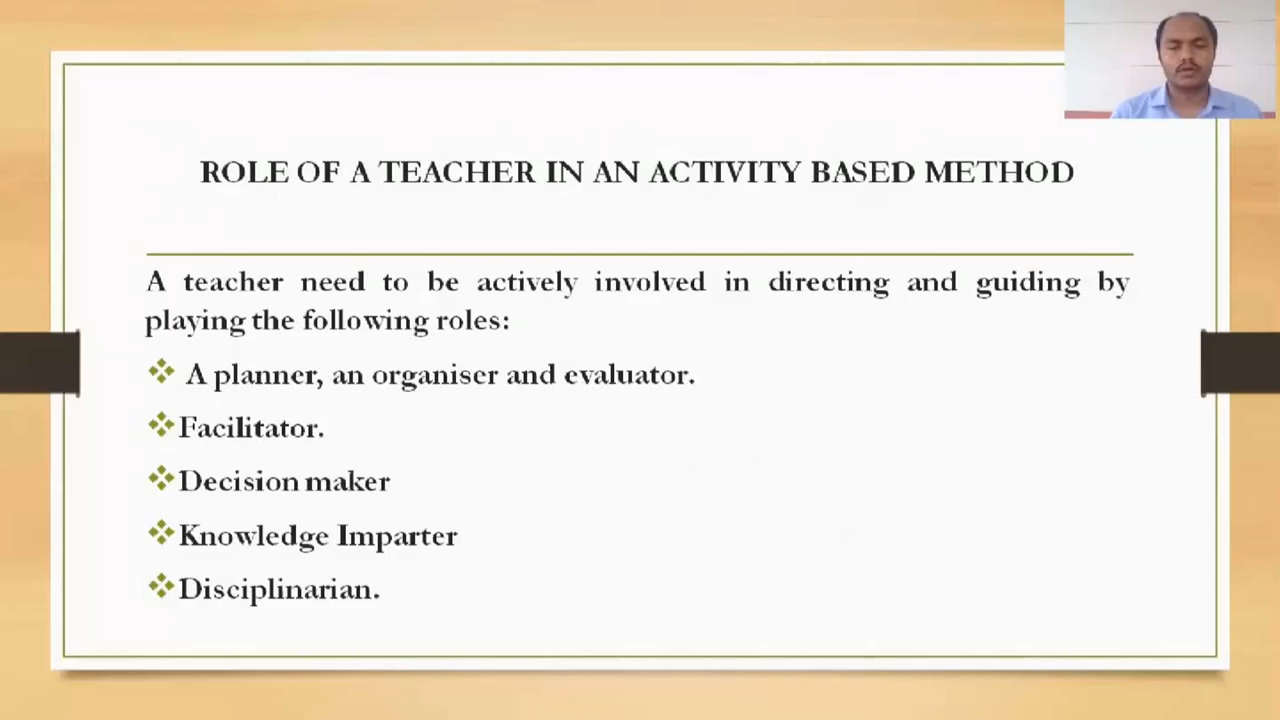 ROLE OF A TEACHER IN AN ACTIVITY BASED METHOD
A teacher need to be actively involved in directing and guiding by
playing the following roles:
A planner, an organiser and evaluator.
Facilitator.
Decision maker
Knowledge Imparter
Disciplinarian.